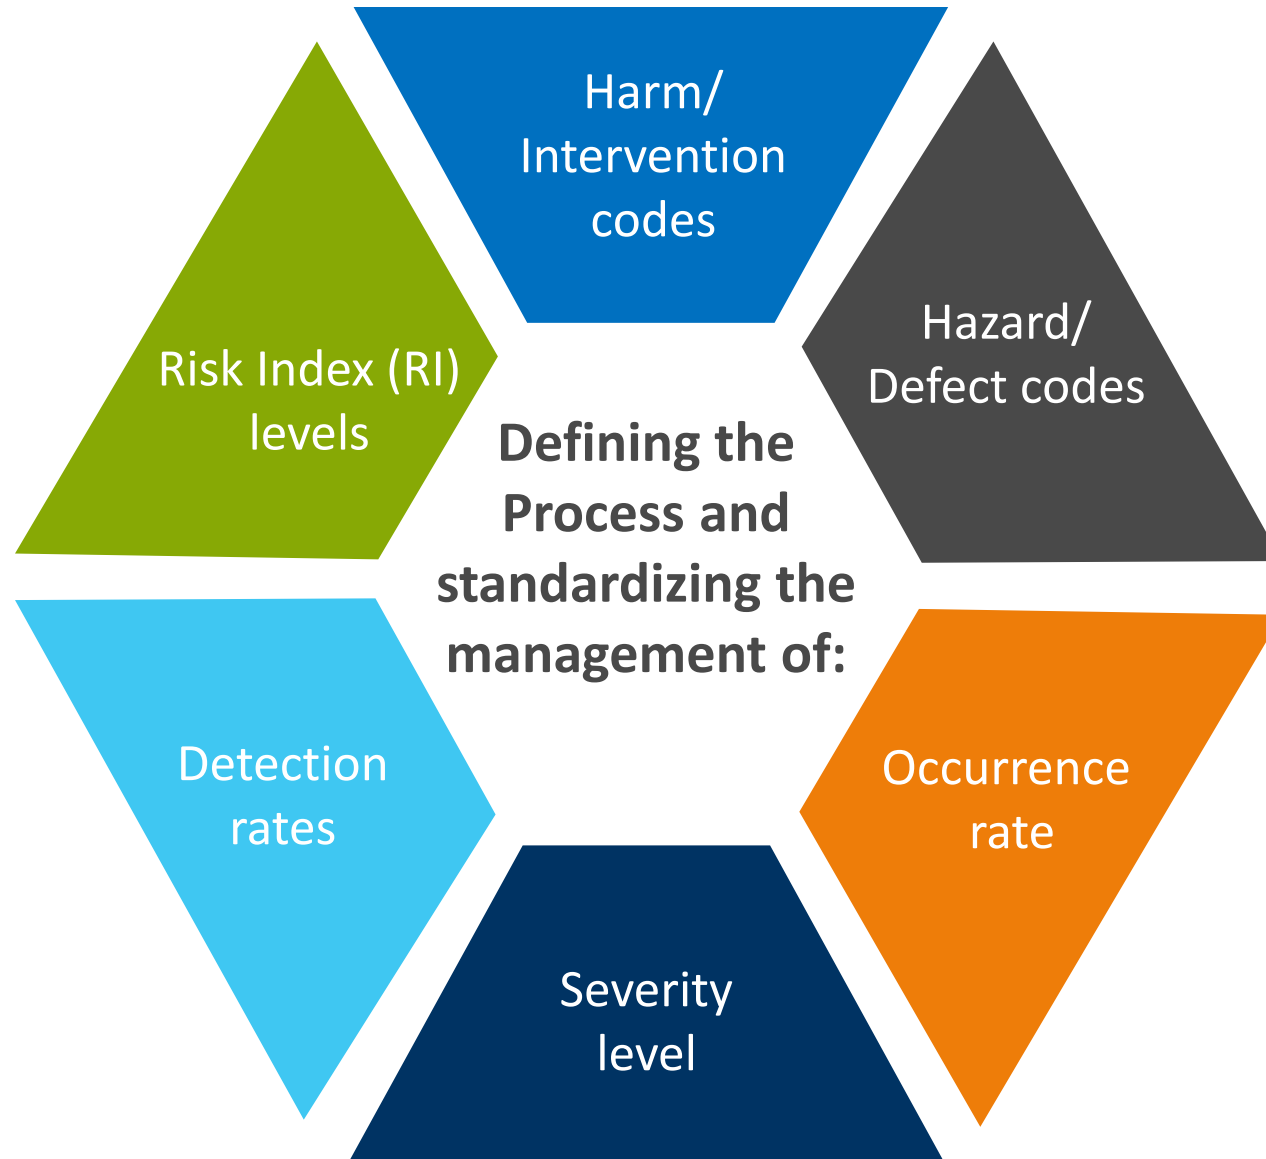 Harm/
Intervention
codes
Hazard/
Defect codes
Risk Index (RI)
levels
Defining the
Process and
standardizing the
management of:
Detection
rates
Occurrence
rate
Severity
level